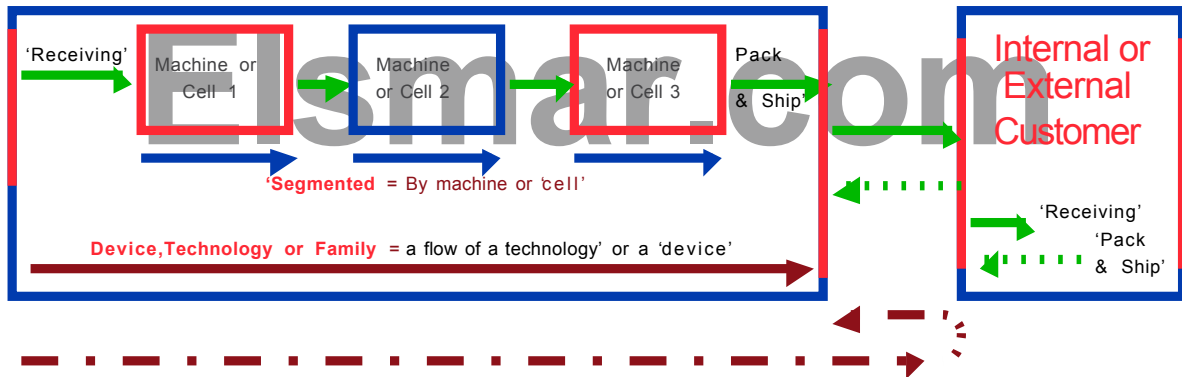 ‘Receiving’
Machine or
Cell 1
Machine
or Cell 2
Machine
or Cell 3
Pack
& Ship’
Elsmar.com
Internal or
External
Customer
‘Segmented = By machine or ‘cell’
‘Receiving’
‘Pack
& Ship’
Device,Technology or Family = a flow of a technology’ or a ‘device’